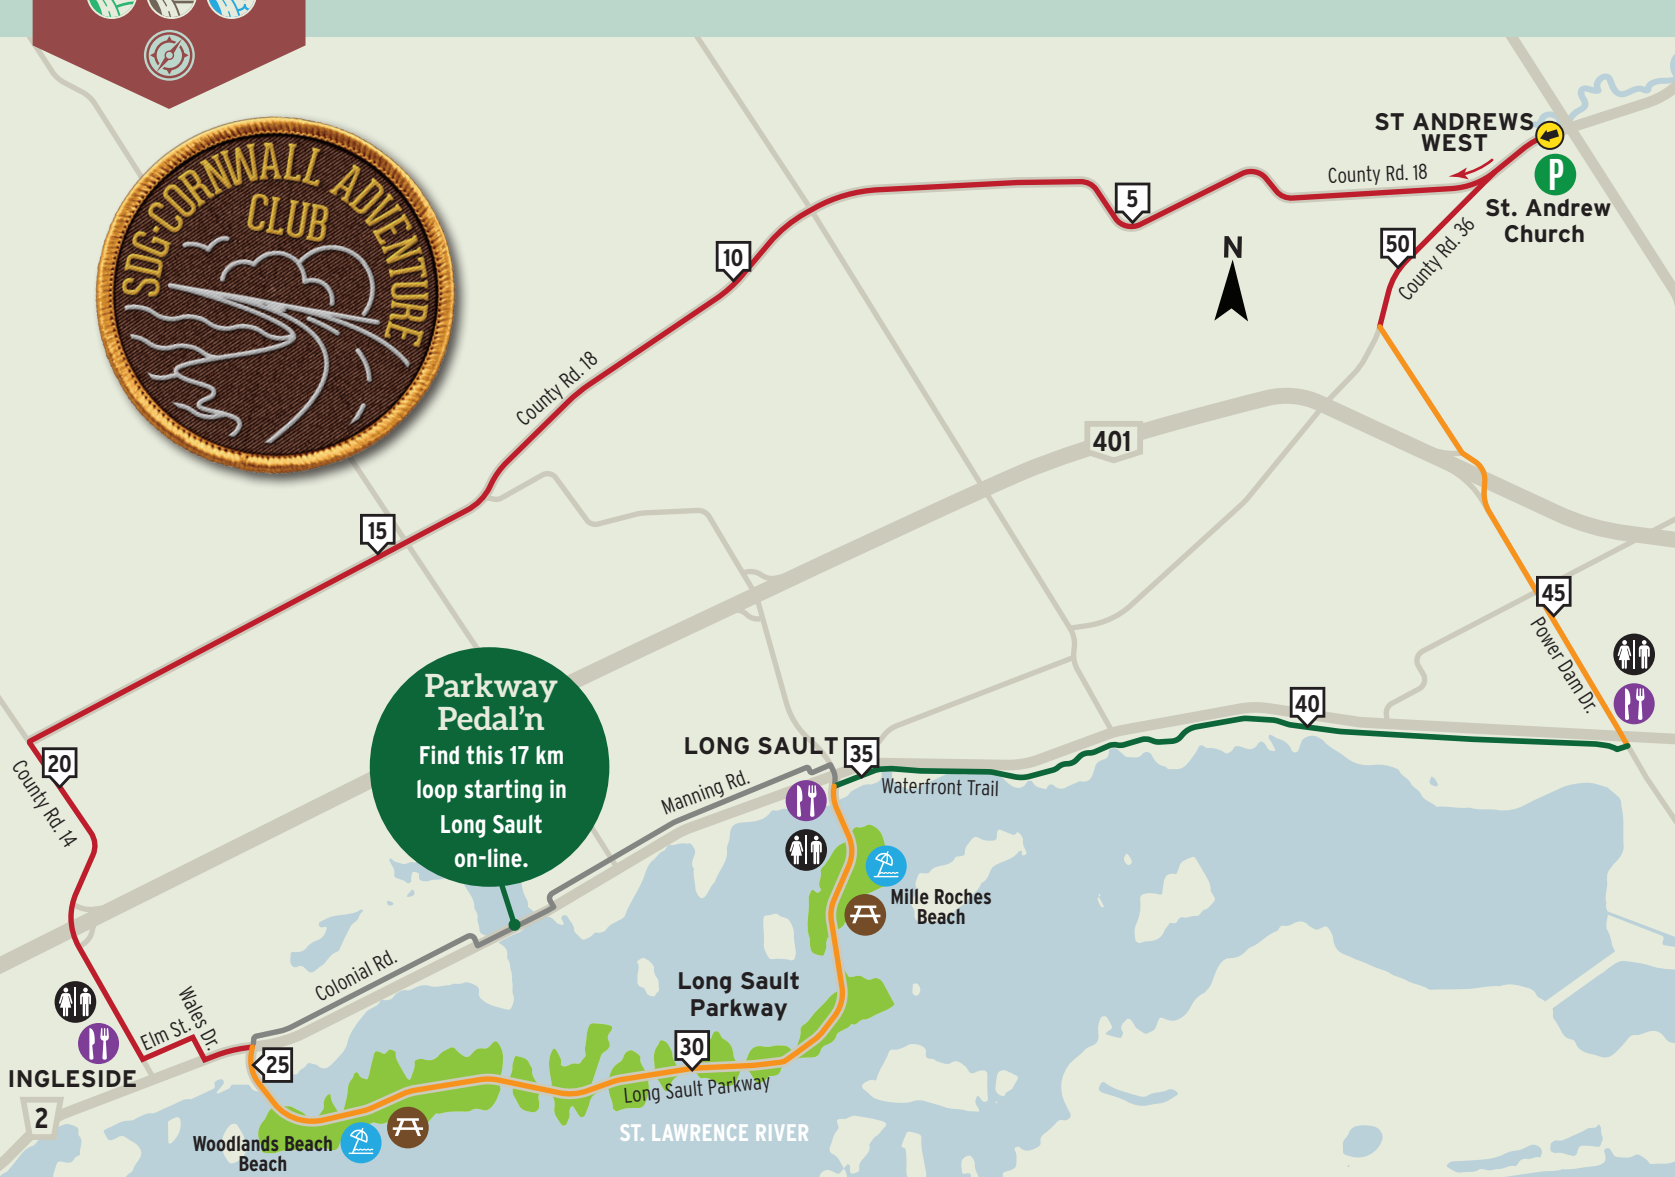 SDG-CORNWALL ADVENTURE
CLUB
ST ANDREWS
WEST
P
County Rd. 18
St. Andrew
Church
5
50
County Rd. 36
N
10
County Rd. 18
401
15
45
Power Dam Dr.
Parkway
Pedal'n
Find this 17 km
loop starting in
Long Sault
on-line.
40
LONG SAULT
35
20
County Rd. 14
Manning Rd.
Waterfront Trail
Mille Roches
Beach
Colonial Rd.
Long Sault
Parkway
Wales Dr.
Elm St.
30
25
INGLESIDE
Long Sault Parkway
2
ST. LAWRENCE RIVER
Woodlands Beach
Beach